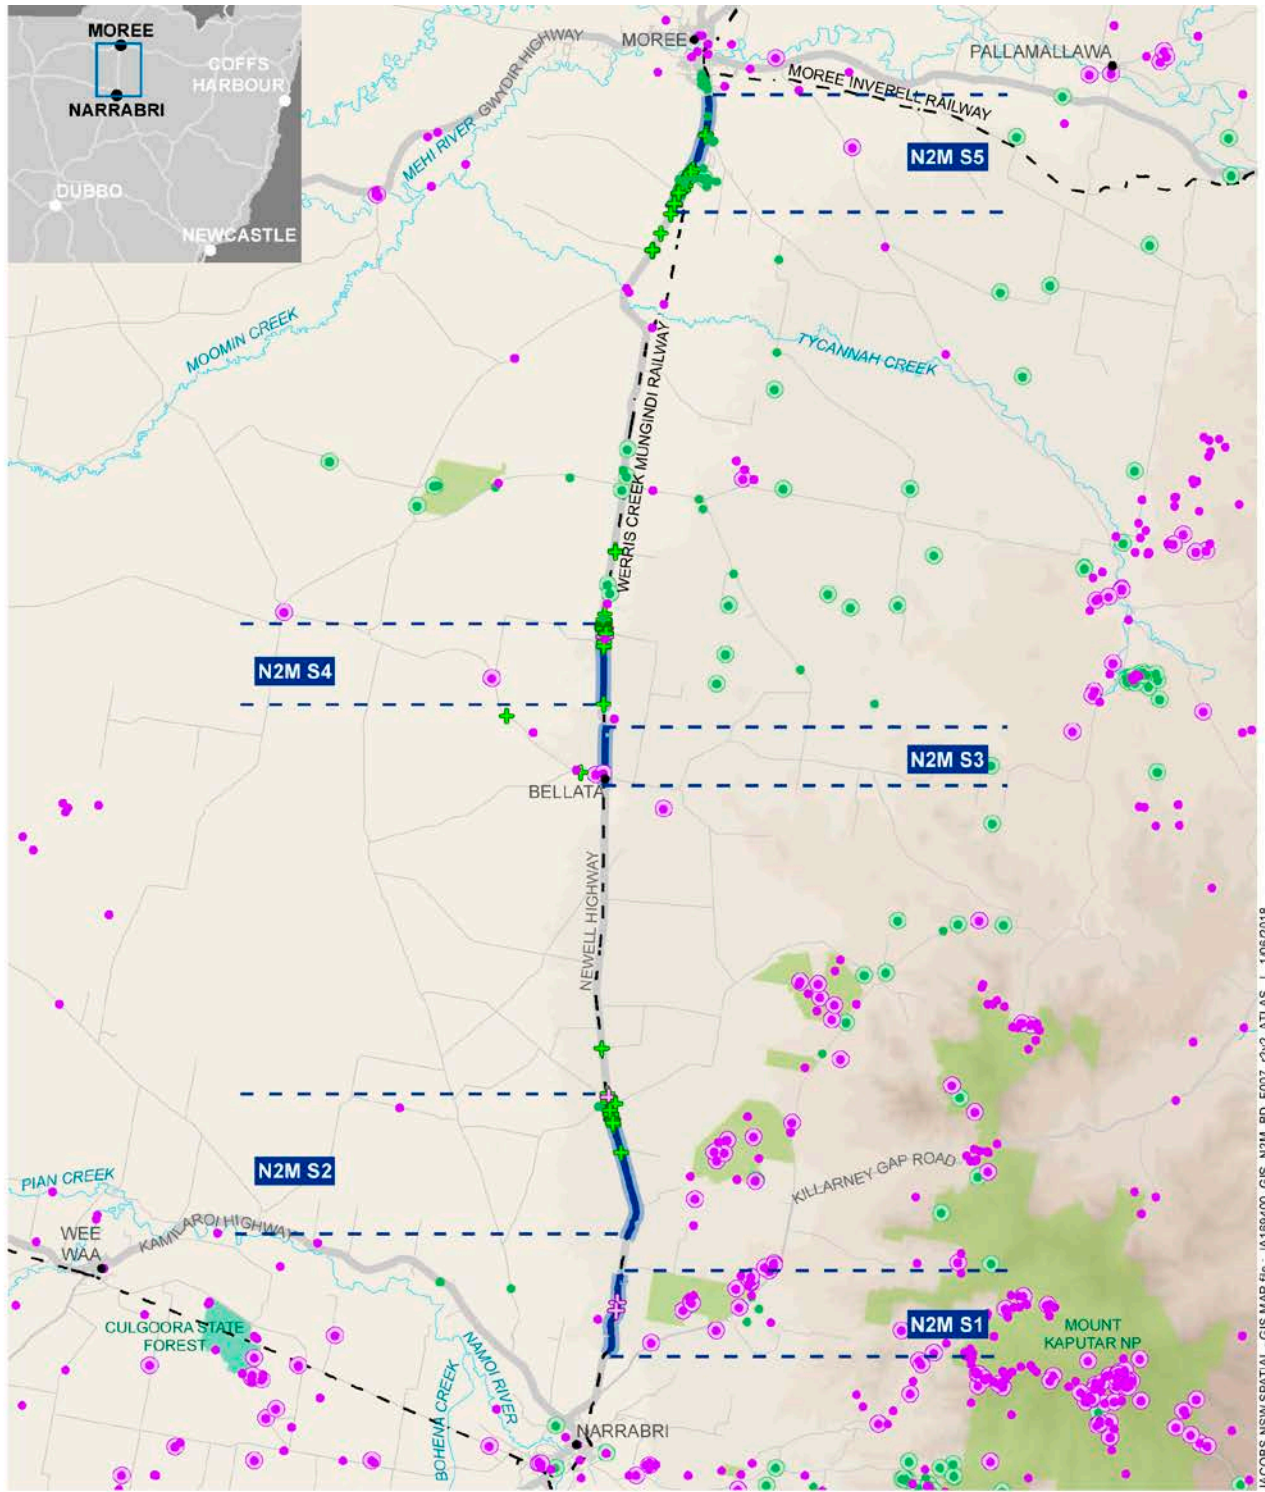 MOREE
COFFS
HARBOUR
NARRABRI
DUBBO
NEWCASTLE
MOREE
PALLAMALLAWA
GWYDIR HIGHWAY
MEHI RIVER
MOREE INVERELL RAILWAY
N2M S5
MOOMIN CREEK
TYCANNAH CREEK
WERRIS CREEK MUNGINDI RAILWAY
N2M S4
N2M S3
BELLATA
NEWELL HIGHWAY
N2M S2
PIAN CREEK
KILLARNEY GAP ROAD
WEE
WAA
KAMILAROI HIGHWAY
CULGOORA STATE
FOREST
N2M S1
MOUNT
KAPUTAR NP
NAMOI RIVER
BOHENA CREEK
NARRABRI